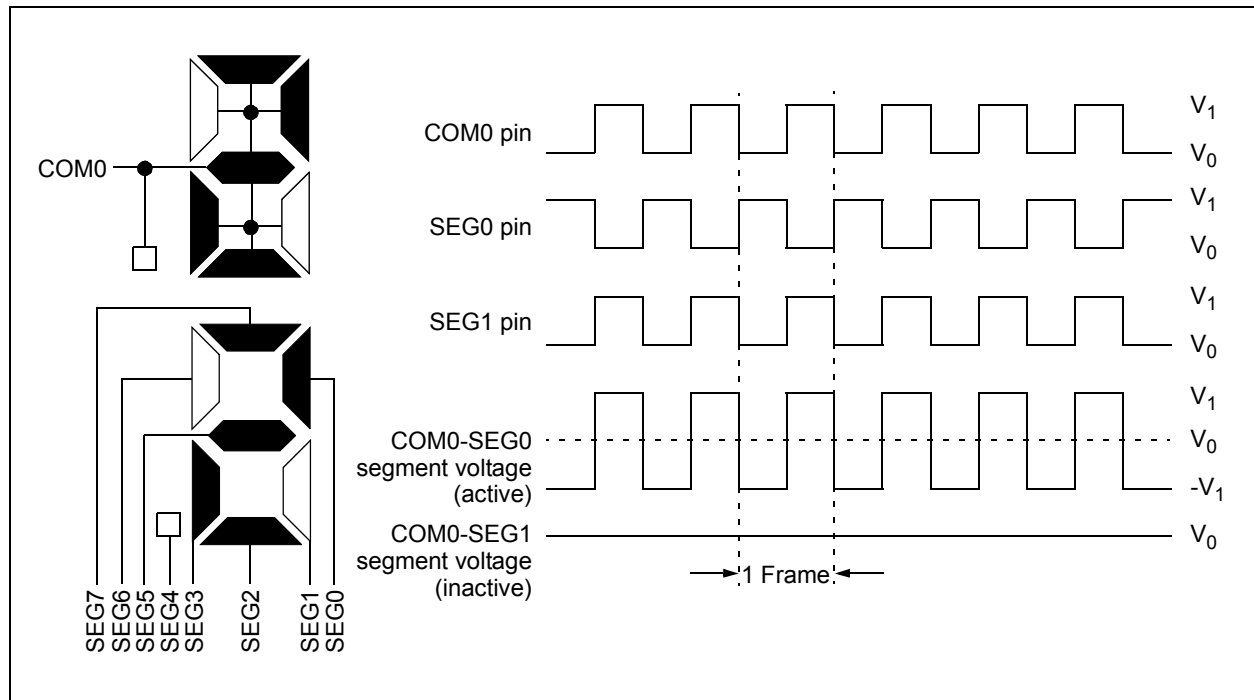 COM0
COM0 pin
V1
V0
SEG0 pin
V1
V0
SEG1 pin
V1
V0
COM0-SEG0
segment voltage
(active)
V1
V0
-V1
COM0-SEG1
segment voltage
(inactive)
V0
1 Frame
SEG7
SEG6
SEG5
SEG4
SEG3
SEG2
SEG1
SEG0